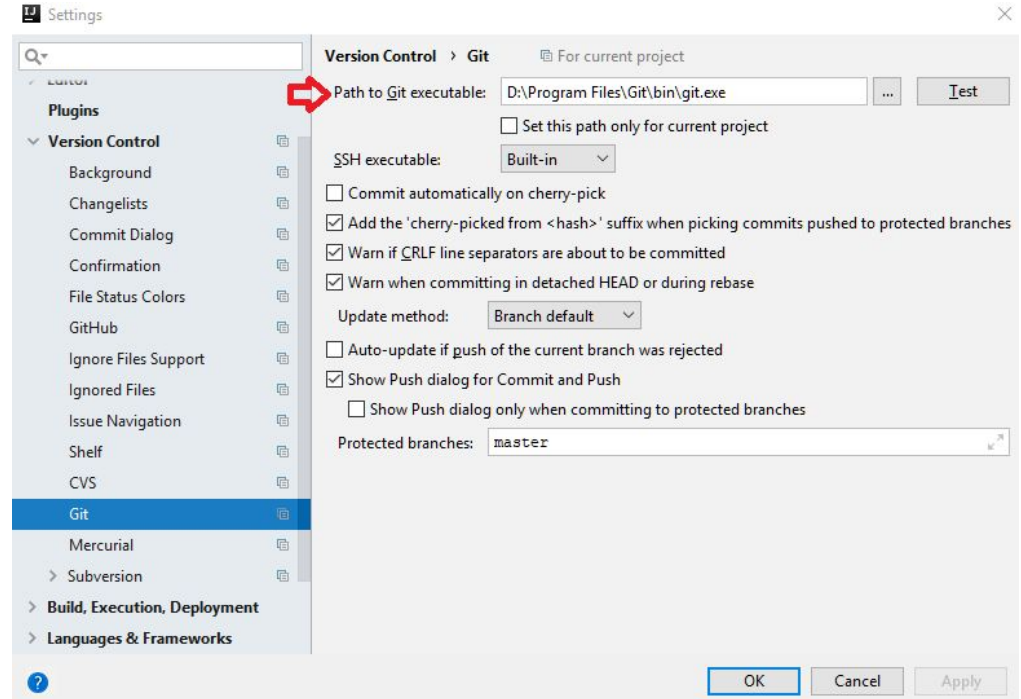 Settings
Version Control › Git For current project
Editor
Plugins
Version Control
Background
Changelists
Commit Dialog
Confirmation
File Status Colors
GitHub
Ignore Files Support
Ignored Files
Issue Navigation
Shelf
CVS
Git
Mercurial
Subversion
Build, Execution, Deployment
Languages & Frameworks
Path to Git executable: D:\Program Files\Git\bin\git.exe ... Test
Set this path only for current project
SSH executable: Built-in
Commit automatically on cherry-pick
Add the 'cherry-picked from <hash>' suffix when picking commits pushed to protected branches
Warn if CRLF line separators are about to be committed
Warn when committing in detached HEAD or during rebase
Update method: Branch default
Auto-update if push of the current branch was rejected
Show Push dialog for Commit and Push
Show Push dialog only when committing to protected branches
Protected branches: master
? OK Cancel Apply